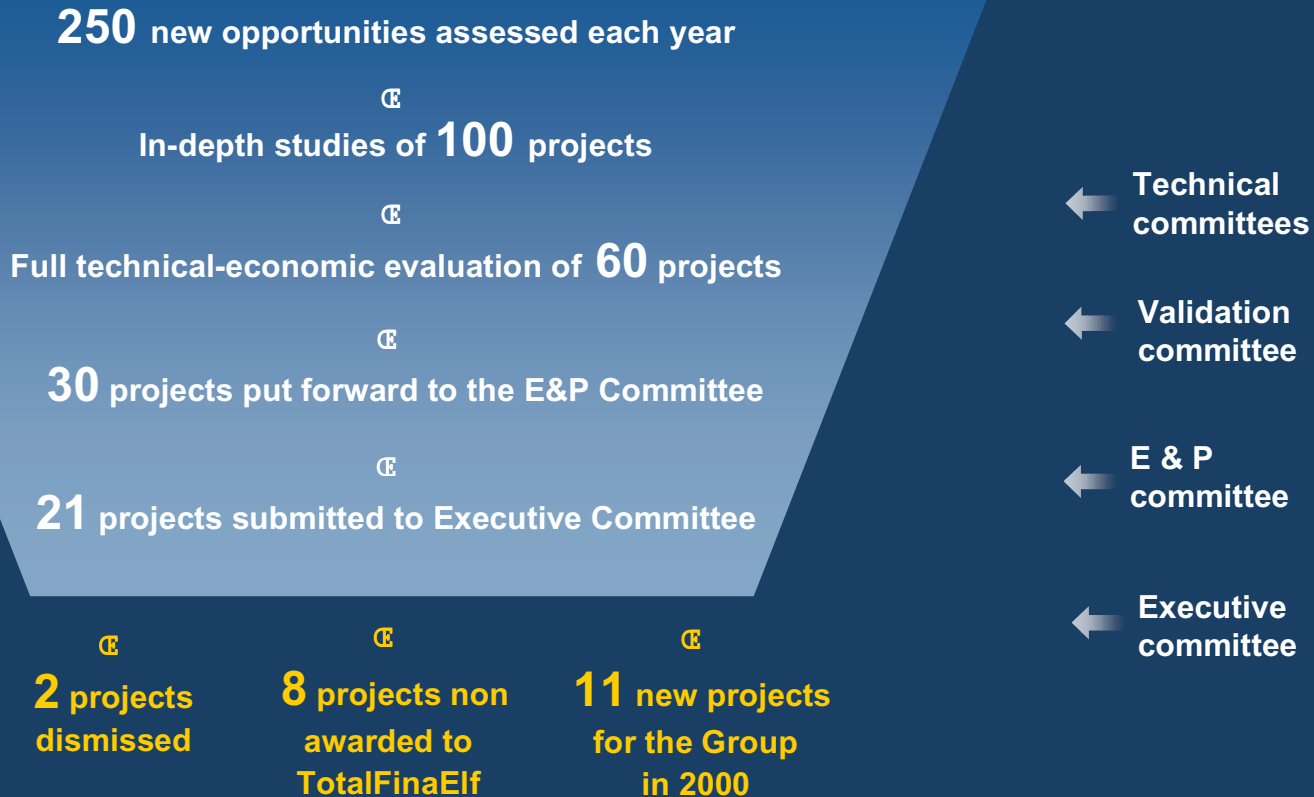 250 new opportunities assessed each year
Œ
In-depth studies of 100 projects
Œ
Full technical-economic evaluation of 60 projects
Œ
30 projects put forward to the E&P Committee
Œ
21 projects submitted to Executive Committee
Technical
committees
Validation
committee
E & P
committee
Executive
committee
Œ
2 projects
dismissed
Œ
8 projects non
awarded to
TotalFinaElf
Œ
11 new projects
for the Group
in 2000